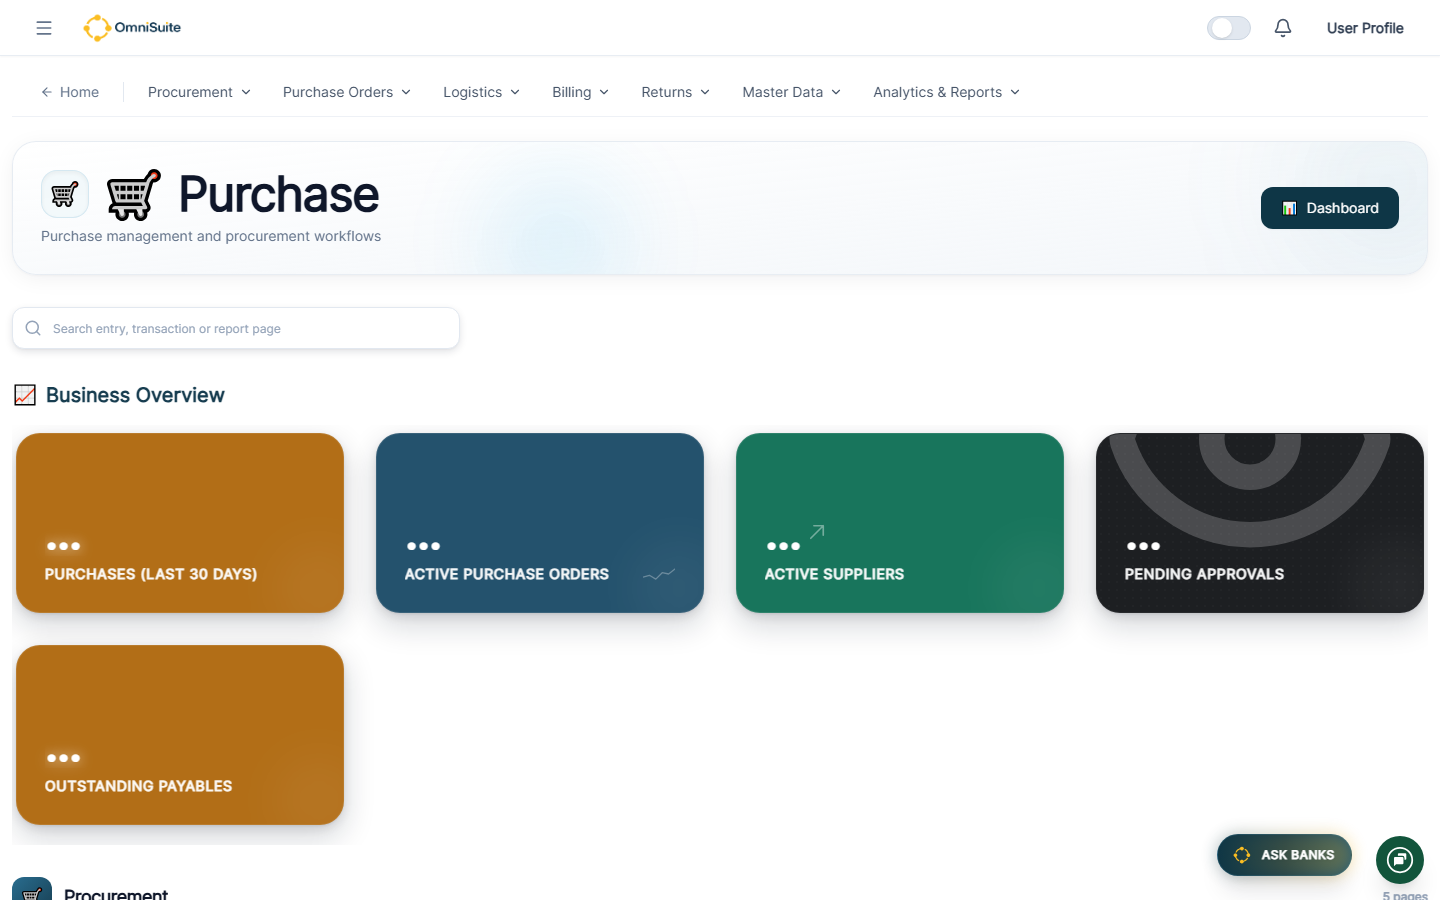 OmniSuite
User Profile
Home
Procurement
Purchase Orders
Logistics
Billing
Returns
Master Data
Analytics & Reports
Purchase
Purchase management and procurement workflows
Dashboard
Search entry, transaction or report page
Business Overview
PURCHASES (LAST 30 DAYS)
ACTIVE PURCHASE ORDERS
ACTIVE SUPPLIERS
PENDING APPROVALS
OUTSTANDING PAYABLES
ASK BANKS
Procurement
5 pages